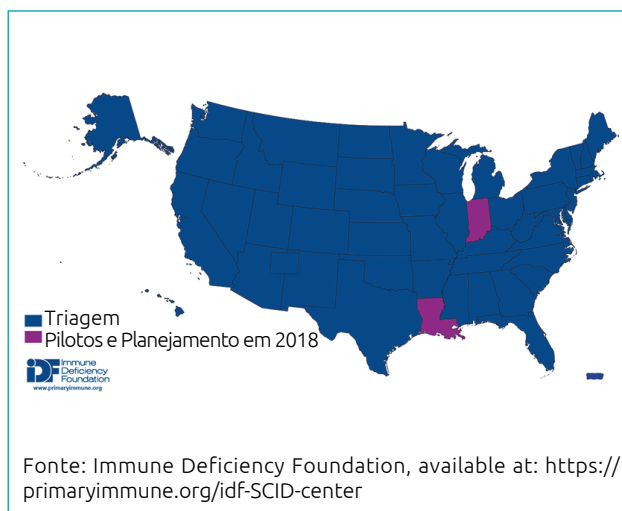 Triagem
Pilotos e Planejamento em 2018
iDF Immune
Deficiency
Foundation
www.primaryimmune.org
Fonte: Immune Deficiency Foundation, available at: https://
primaryimmune.org/idf-SCID-center